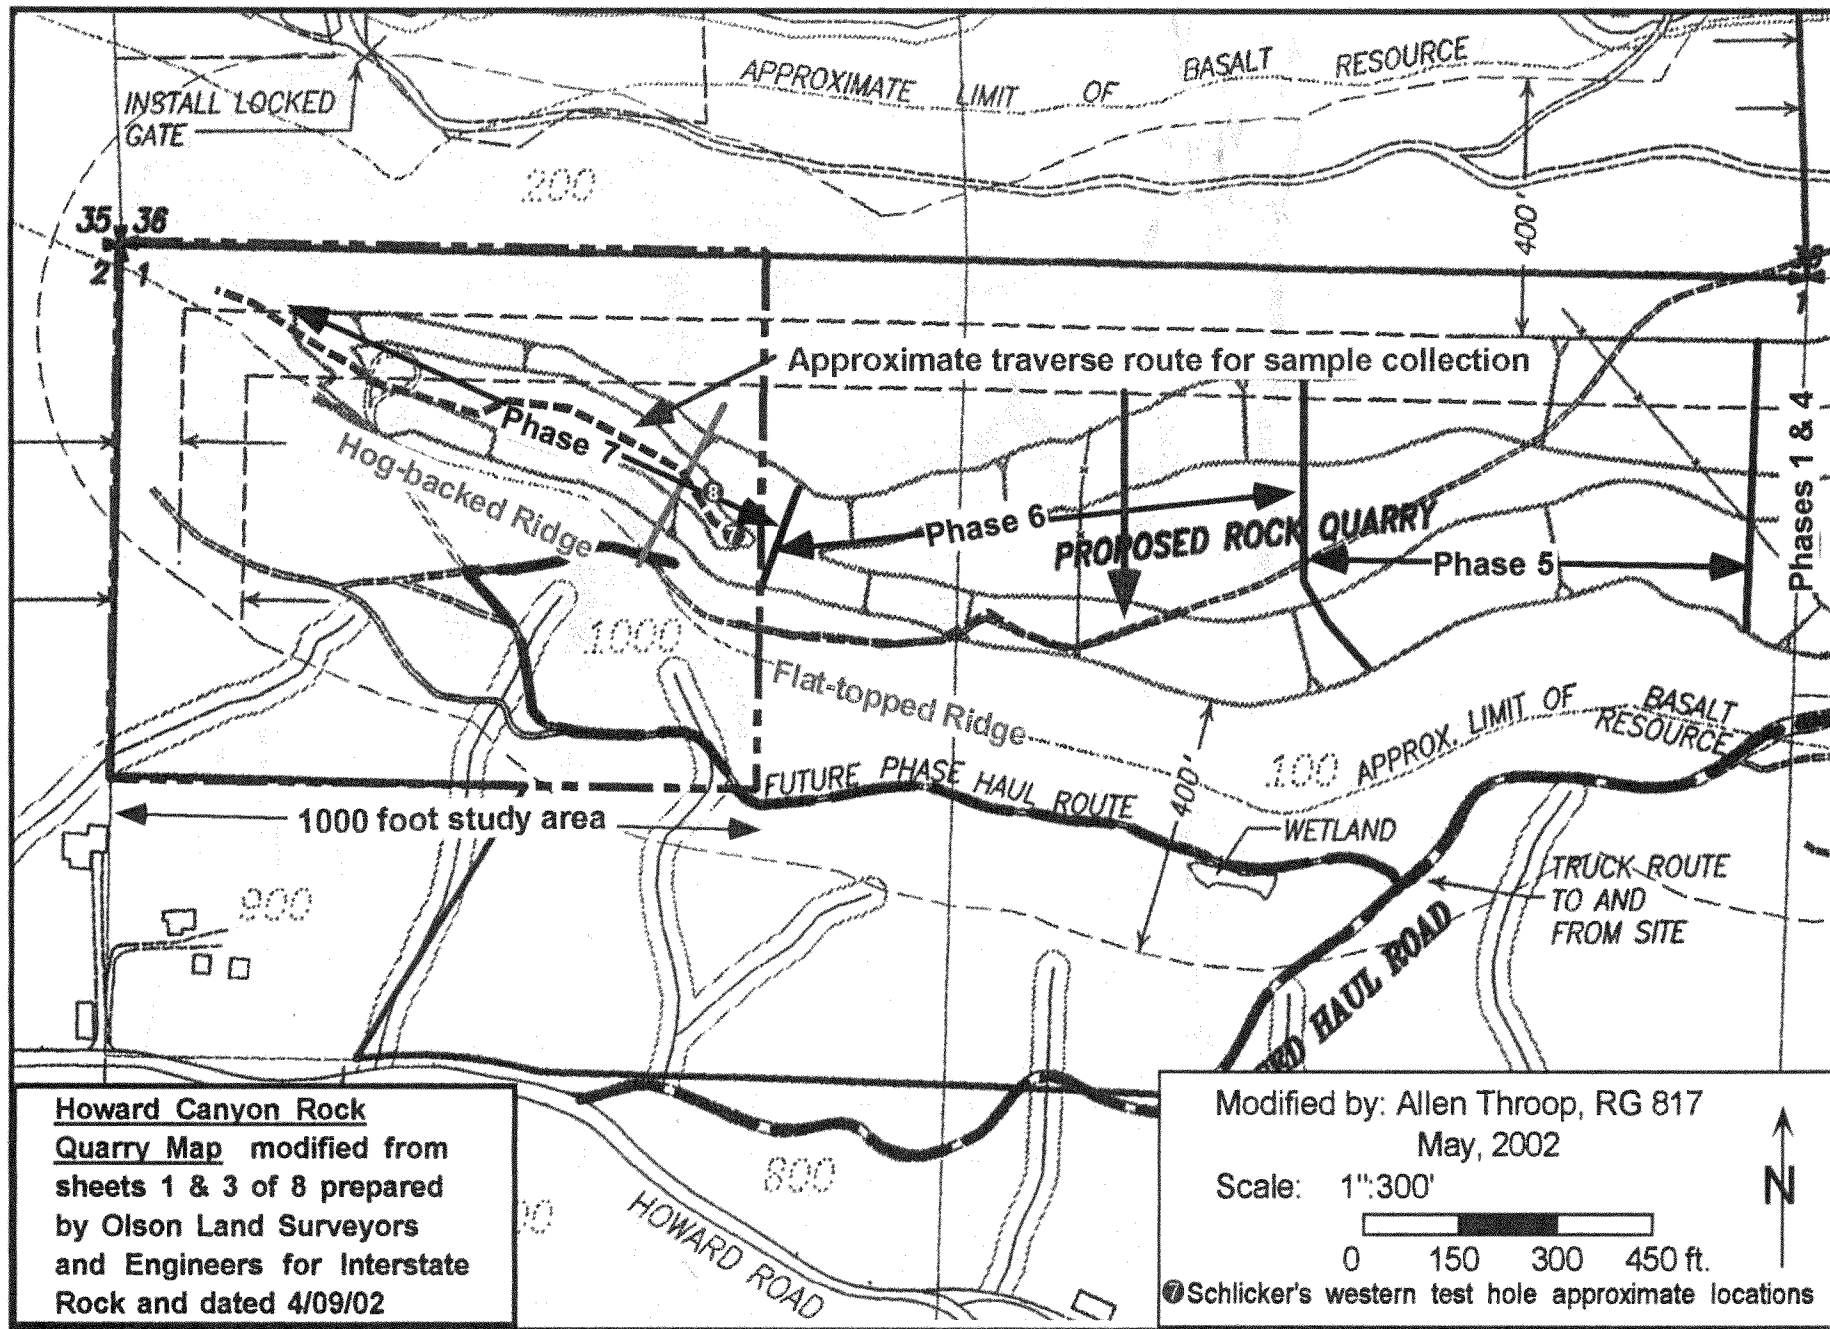 APPROXIMATE LIMIT OF BASALT RESOURCE
INSTALL LOCKED
GATE
200
400'
35 36
2 1
36
1
Approximate traverse route for sample collection
Phase 7
Hog-backed Ridge
8
7
Phase 6
PROPOSED ROCK QUARRY
Phase 5
Phases 1 & 4
1000
Flat-topped Ridge
100
APPROX. LIMIT OF BASALT
RESOURCE
FUTURE PHASE HAUL ROUTE
400'
1000 foot study area
WETLAND
TRUCK ROUTE
TO AND
FROM SITE
900
HAUL ROAD
800
HOWARD ROAD
Howard Canyon Rock
Quarry Map modified from
sheets 1 & 3 of 8 prepared
by Olson Land Surveyors
and Engineers for Interstate
Rock and dated 4/09/02
Modified by: Allen Throop, RG 817
May, 2002
Scale: 1":300'
0 150 300 450 ft.
N
7 Schlicker's western test hole approximate locations